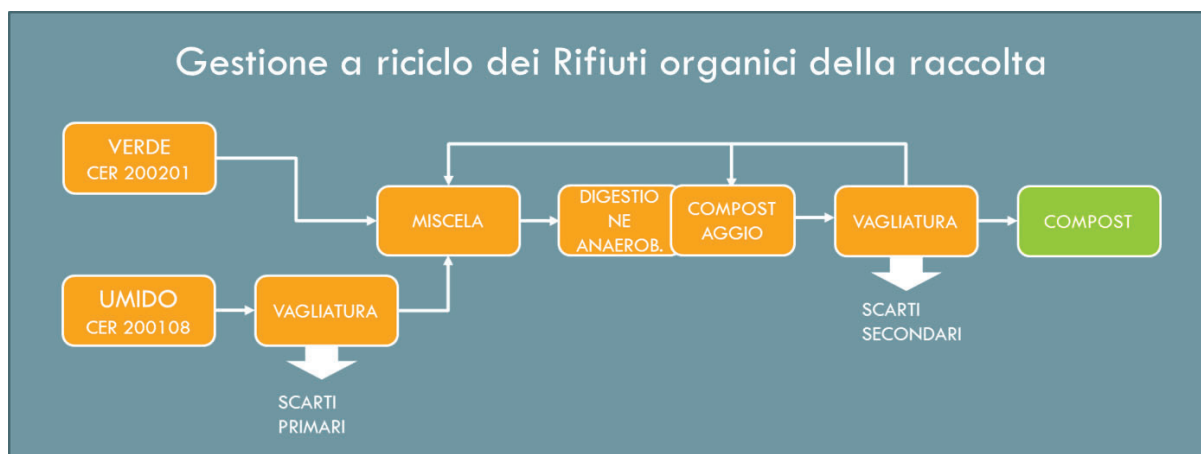 Gestione a riciclo dei Rifiuti organici della raccolta
VERDE
CER 200201
MISCELA
DIGESTIO
NE
ANAEROB.
COMPOST
AGGIO
VAGLIATURA
COMPOST
UMIDO
CER 200108
VAGLIATURA
SCARTI
SECONDARI
SCARTI
PRIMARI